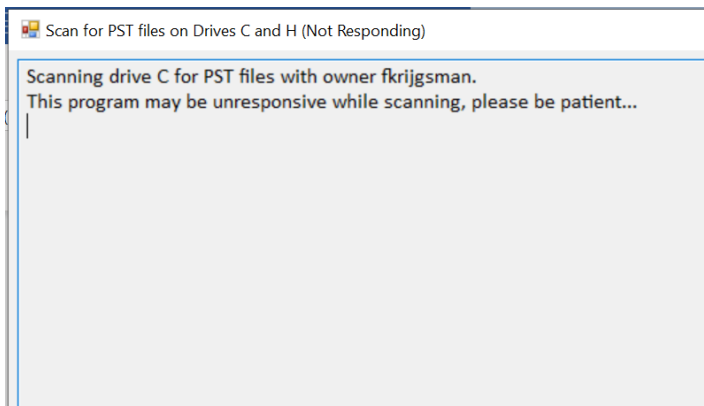 Scan for PST files on Drives C and H (Not Responding)
Scanning drive C for PST files with owner fkrijgsman.
This program may be unresponsive while scanning, please be patient...